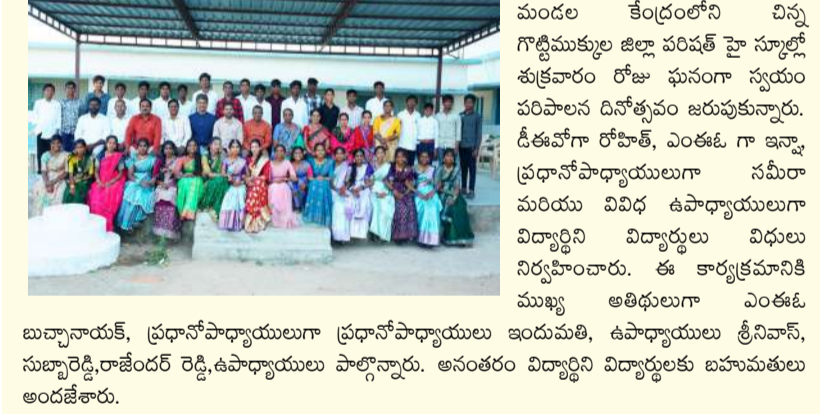 మండల కేంద్రంలోని చిన్న
గొట్టిముక్కుల జిల్లా పరిషత్ హై స్కూల్లో
శుక్రవారం రోజు ఘనంగా స్వయం
పరిపాలన దినోత్సవం జరుపుకున్నారు.
డీఈవోగా రోహిత్, ఎంఈఓ గా ఇన్షా,
ప్రధానోపాధ్యాయులుగా సమీరా
మరియు వివిధ ఉపాధ్యాయులుగా
విద్యార్థిని విద్యార్థులు విధులు
నిర్వహించారు. ఈ కార్యక్రమానికి
ముఖ్య అతిథులుగా ఎంఈఓ
బుచ్చానాయక్, ప్రధానోపాధ్యాయులుగా ప్రధానోపాధ్యాయులు ఇందుమతి, ఉపాధ్యాయులు శ్రీనివాస్,
సుబ్బారెడ్డి,రాజేందర్ రెడ్డి,ఉపాధ్యాయులు పాల్గొన్నారు. అనంతరం విద్యార్థిని విద్యార్థులకు బహుమతులు
అందజేశారు.